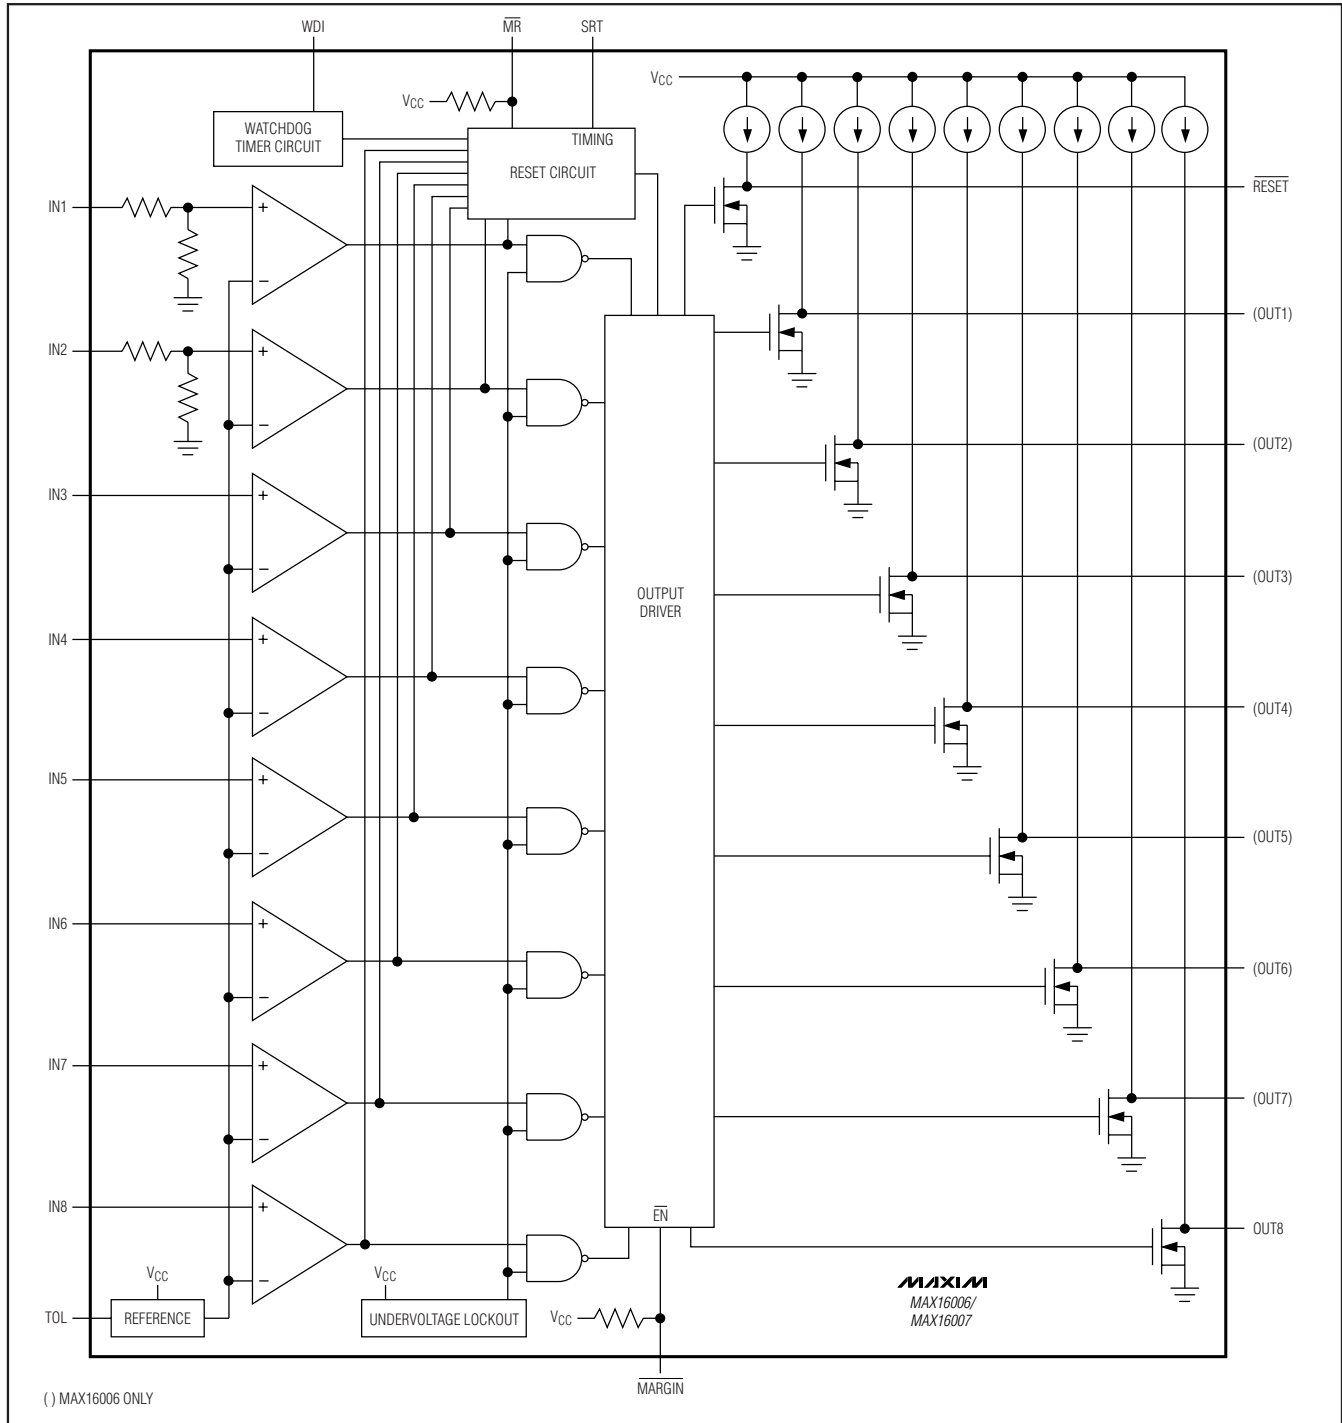 WDI
MR
SRT
VCC
VCC
WATCHDOG
TIMER CIRCUIT
TIMING
RESET CIRCUIT
IN1
+
−
RESET
(OUT1)
IN2
+
−
(OUT2)
IN3
+
−
(OUT3)
OUTPUT
DRIVER
IN4
+
−
(OUT4)
IN5
+
−
(OUT5)
IN6
+
−
(OUT6)
IN7
+
−
(OUT7)
IN8
+
−
EN
OUT8
VCC
VCC
TOL
REFERENCE
UNDERVOLTAGE LOCKOUT
VCC
MAXIM
MAX16006/
MAX16007
MARGIN
( ) MAX16006 ONLY